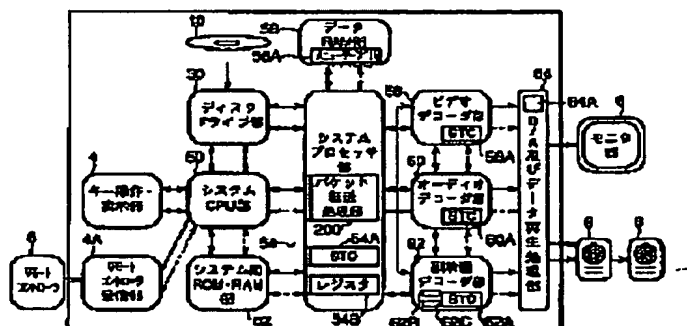 10
56
データ
RAM部
56A
30
ディスク
ドライブ部
58
ビデオ
デコーダ部
STC
58A
64
64A
D/A及びデータ再生処理部
6
モニタ部
4
キー操作・
表示部
50
システム
CPU部
システム
プロセッサ
部
パケット
転送
処理部
200
54
54A
STC
レジスタ
54B
60
オーディオ
デコーダ部
STC
60A
8
8
5
リモート
コントローラ
4A
リモート
コントローラ
受信部
システム用
ROM・RAM
部
52
62
副映像
デコーダ部
STC
62B
62C
62A